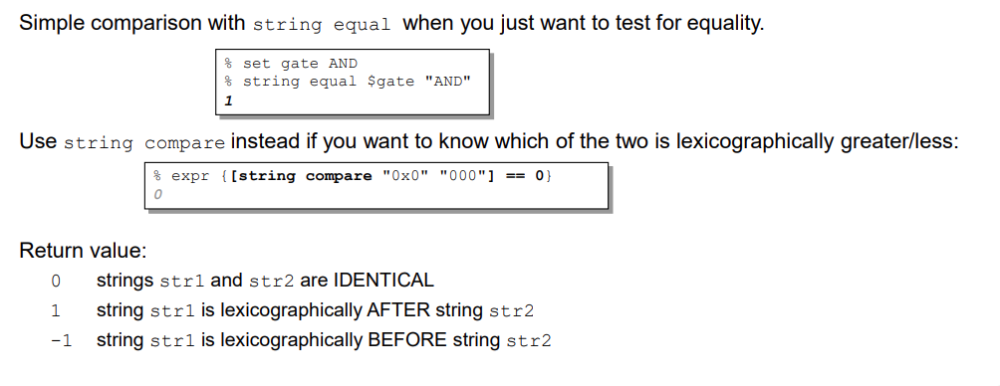 Simple comparison with string equal when you just want to test for equality.
% set gate AND
% string equal $gate "AND"
1
Use string compare instead if you want to know which of the two is lexicographically greater/less:
% expr {[string compare "0x0" "000"] == 0}
0
Return value:
0 strings str1 and str2 are IDENTICAL
1 string str1 is lexicographically AFTER string str2
-1 string str1 is lexicographically BEFORE string str2